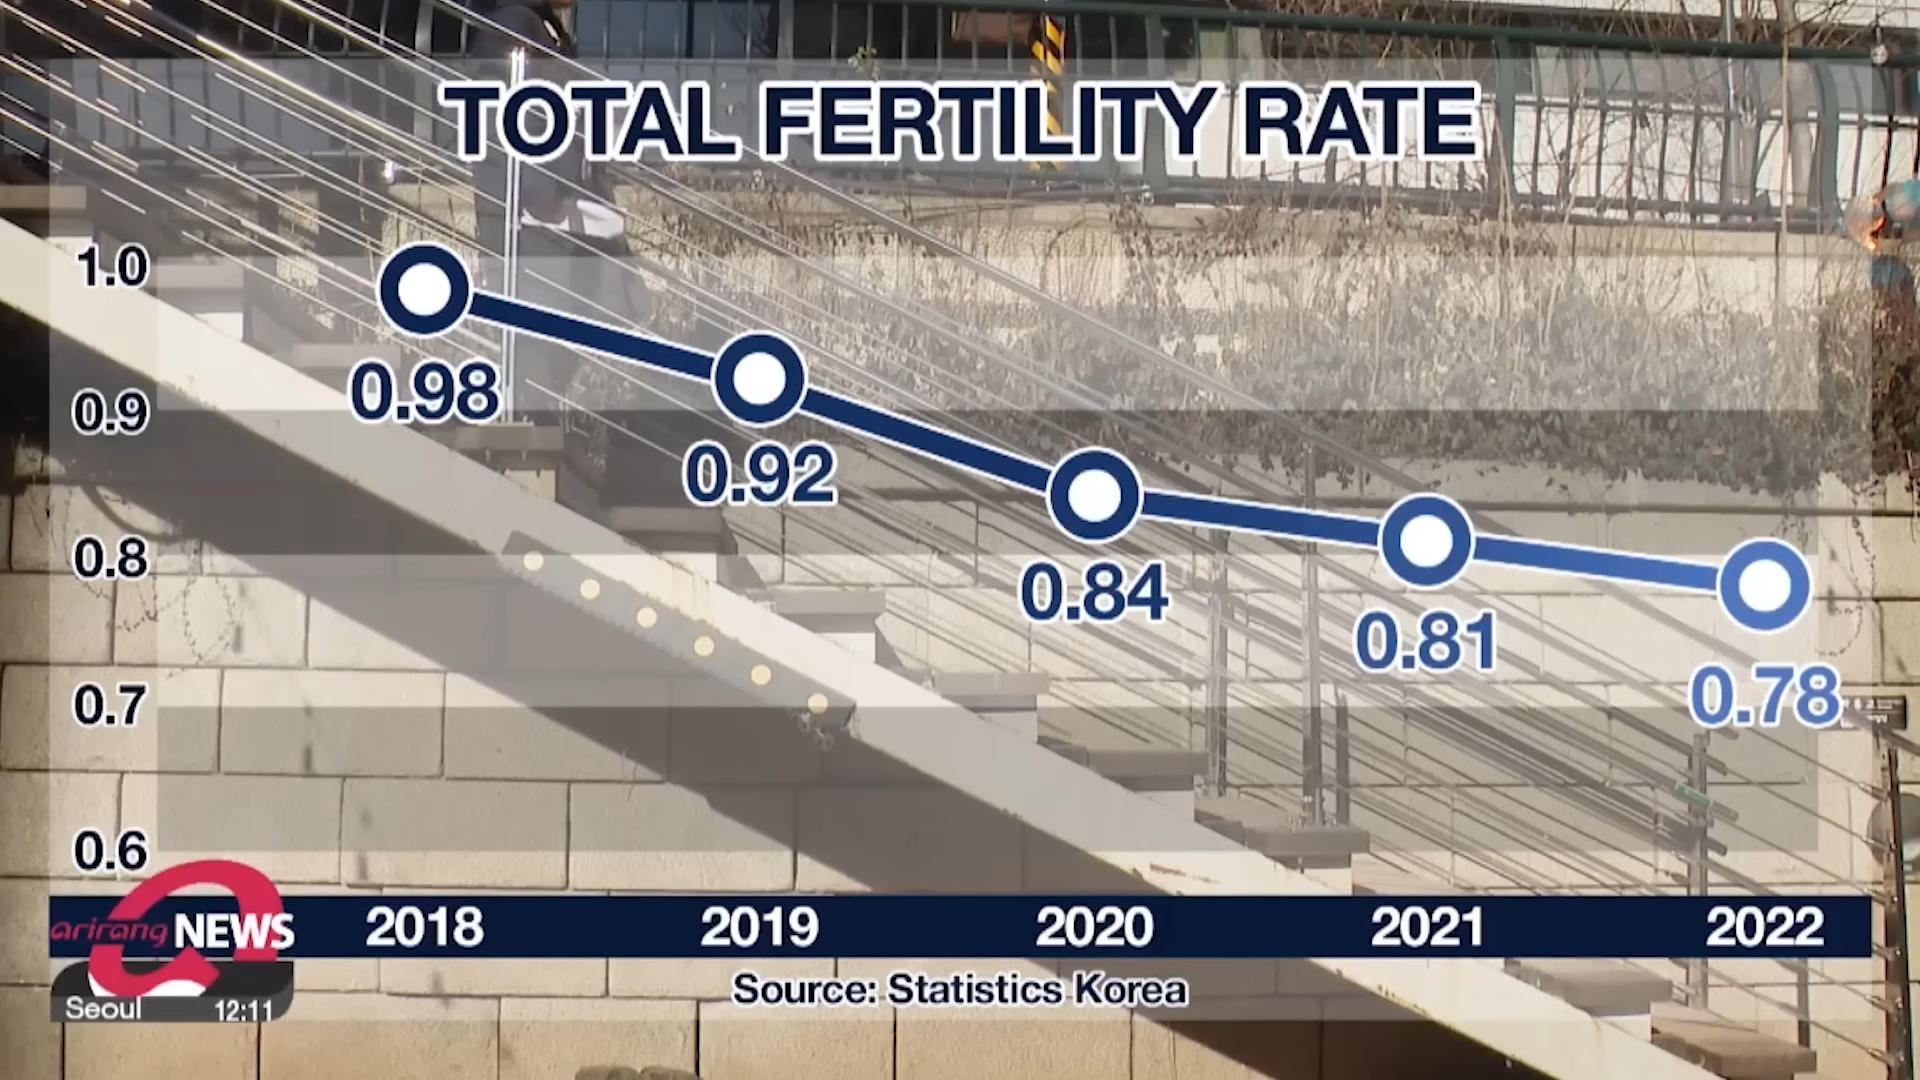 TOTAL FERTILITY RATE
1.0
0.9
0.8
0.7
0.6
0.98
0.92
0.84
0.81
0.78
2018 2019 2020 2021 2022
Source: Statistics Korea
arirang NEWS
Seoul 12:11